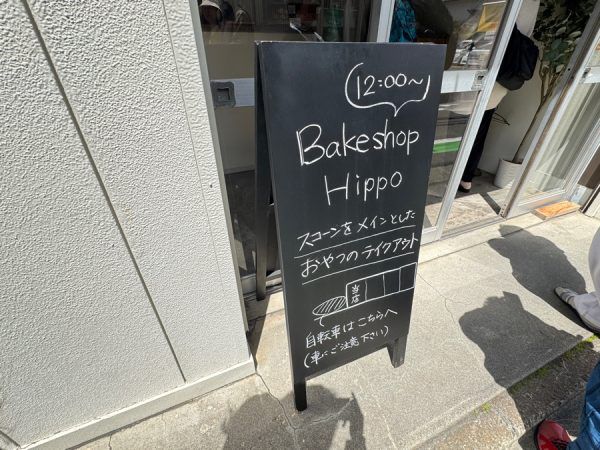 12:00〜
Bakeshop
Hippo
スコーンをメインとした
おやつのテイクアウト
当店
自転車はこちらへ
(車にご注意下さい)